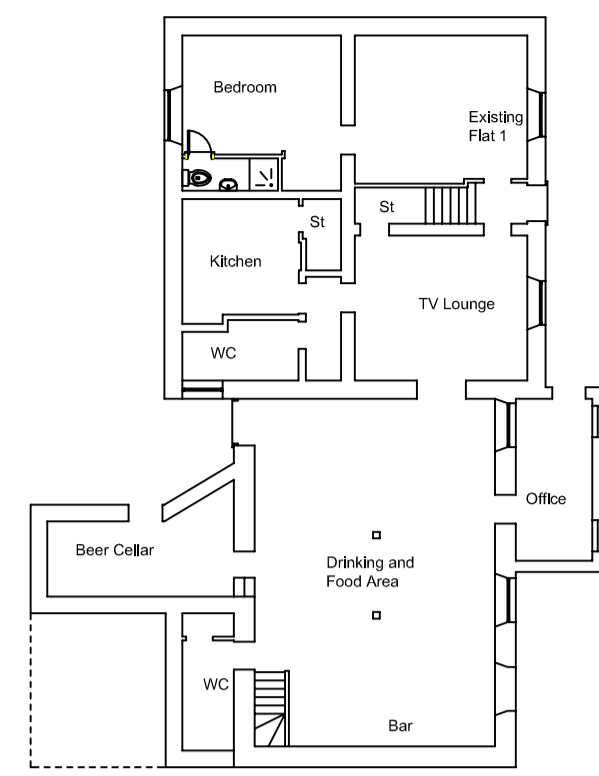 Bedroom
Existing
Flat 1
St
St
Kitchen
TV Lounge
WC
Office
Beer Cellar
Drinking and
Food Area
WC
Bar